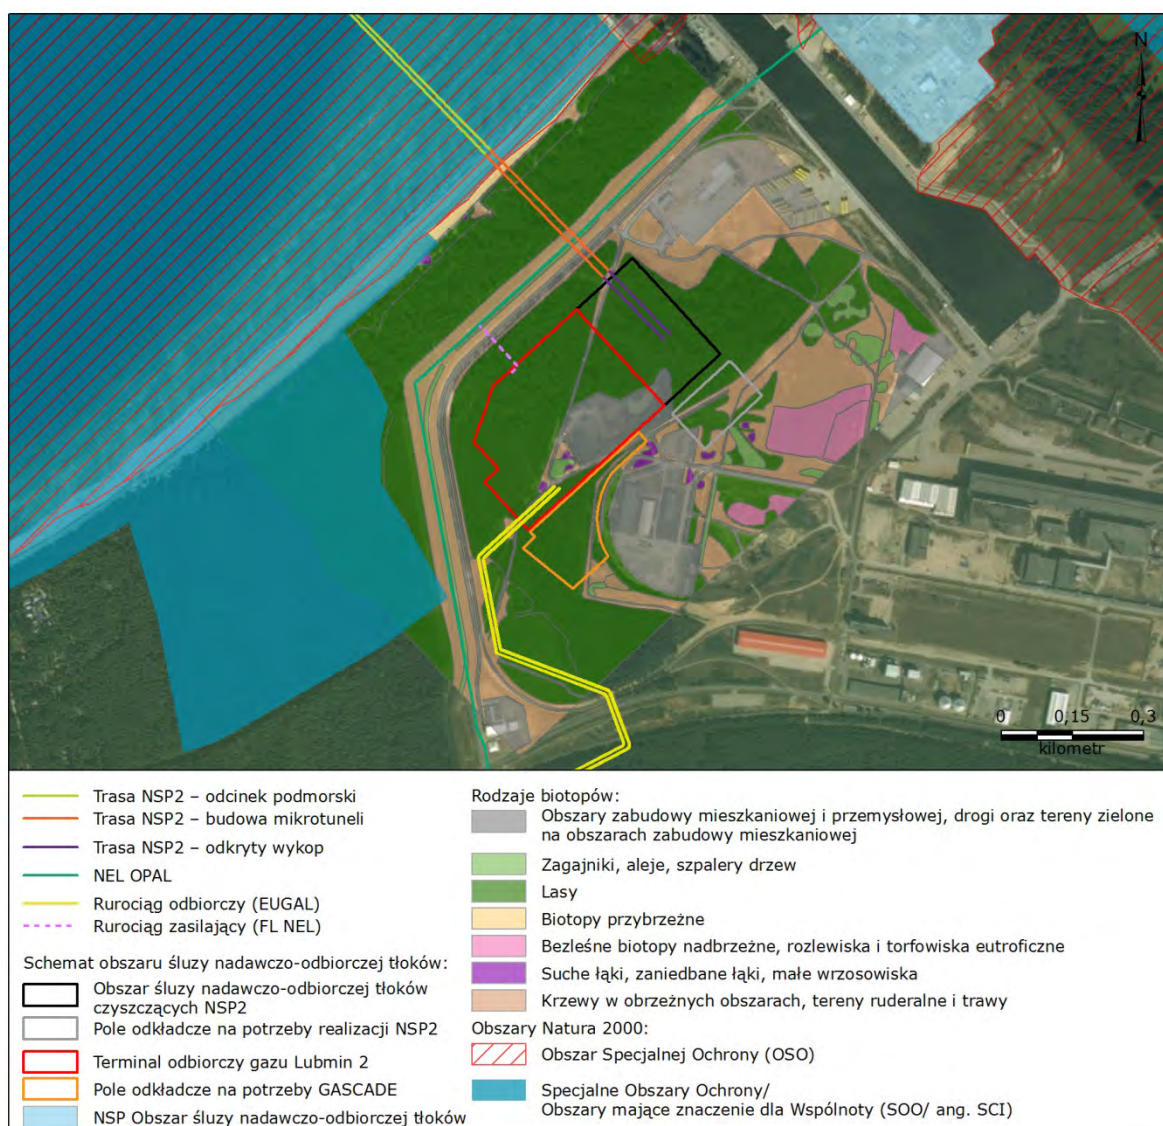 N
0 0,15 0,3
kilometr
Trasa NSP2 – odcinek podmorski
Trasa NSP2 – budowa mikrotuneli
Trasa NSP2 – odkryty wykop
NEL OPAL
Rurociąg odbiorczy (EUGAL)
Rurociąg zasilający (FL NEL)
Schemat obszaru śluzy nadawczo-odbiorczej tłoków:
Obszar śluzy nadawczo-odbiorczej tłoków
czyszczących NSP2
Pole odkładcze na potrzeby realizacji NSP2
Terminal odbiorczy gazu Lubmin 2
Pole odkładcze na potrzeby GASCADE
NSP Obszar śluzy nadawczo-odbiorczej tłoków
Rodzaje biotopów:
Obszary zabudowy mieszkaniowej i przemysłowej, drogi oraz tereny zielone
na obszarach zabudowy mieszkaniowej
Zagajniki, aleje, szpalery drzew
Lasy
Biotopy przybrzeżne
Bezleśne biotopy nadbrzeżne, rozlewiska i torfowiska eutroficzne
Suche łąki, zaniedbane łąki, małe wrzosowiska
Krzewy w obrzeżnych obszarach, tereny ruderalne i trawy
Obszary Natura 2000:
Obszar Specjalnej Ochrony (OSO)
Specjalne Obszary Ochrony/
Obszary mające znaczenie dla Wspólnoty (SOO/ ang. SCI)